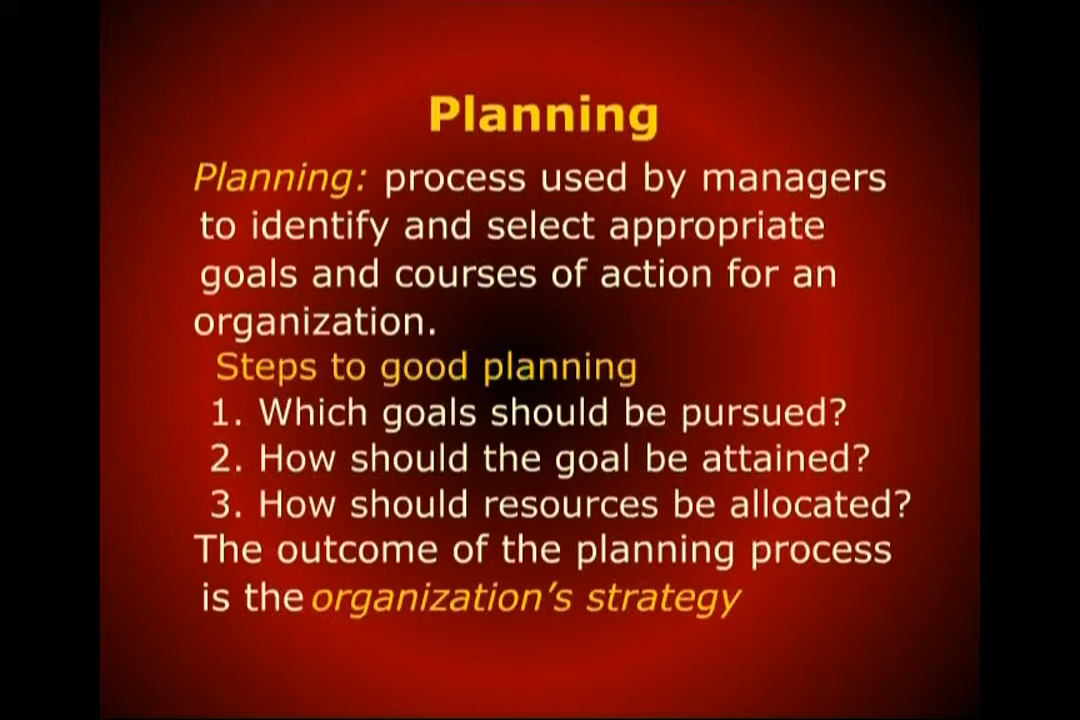 Planning
Planning: process used by managers
to identify and select appropriate
goals and courses of action for an
organization.
Steps to good planning
1. Which goals should be pursued?
2. How should the goal be attained?
3. How should resources be allocated?
The outcome of the planning process
is the organization’s strategy